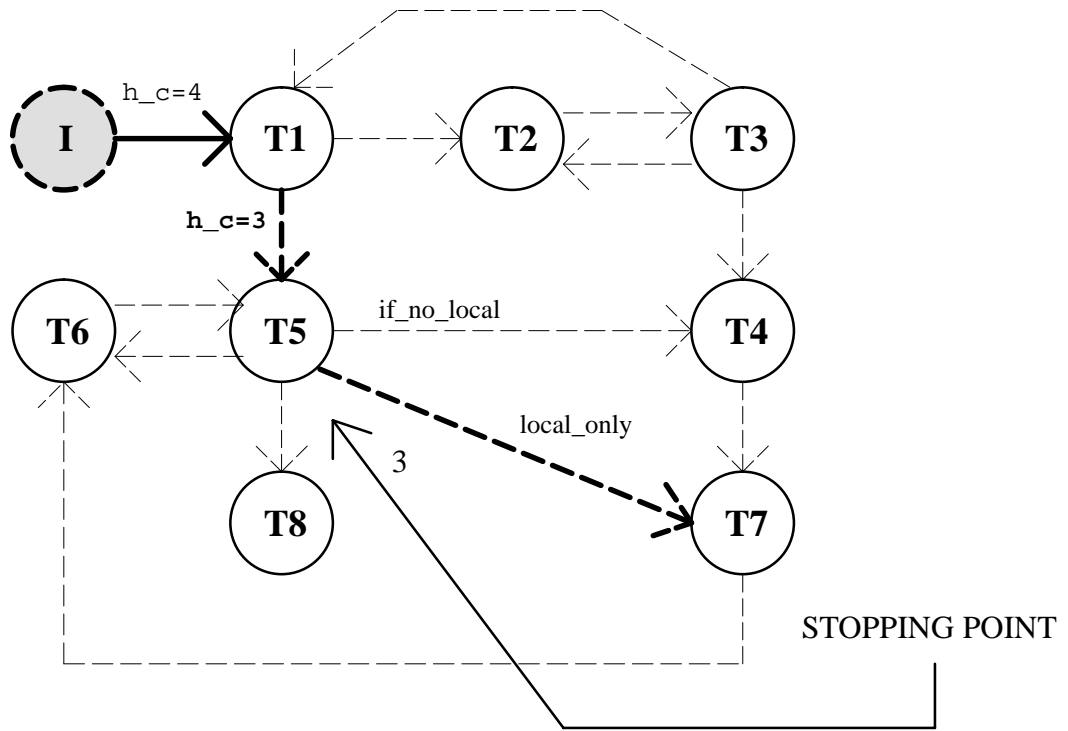 h_c=4
I
T1
T2
T3
h_c=3
T6
T5
if_no_local
T4
local_only
3
T8
T7
STOPPING POINT